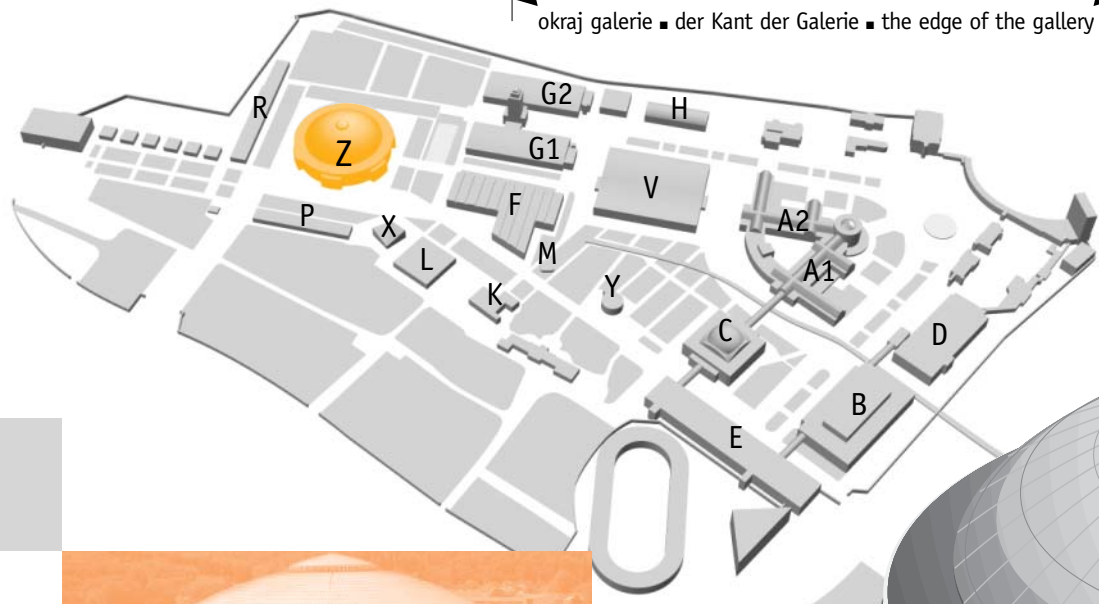 okraj galerie ■ der Kant der Galerie ■ the edge of the gallery
G2
R
H
Z
G1
V
F
P
A2
X
M
L
A1
Y
K
C
D
B
E